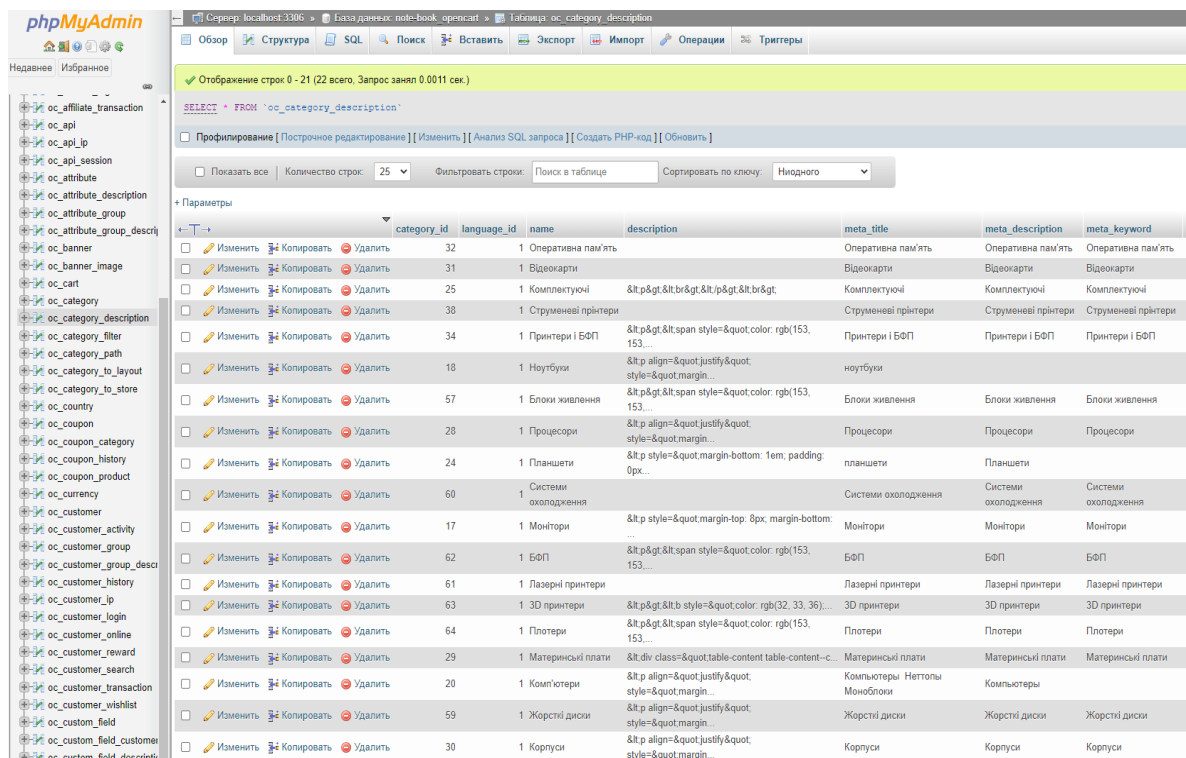 phpMyAdmin
Недавнее Избранное
oc_affiliate_transaction
oc_api
oc_api_ip
oc_api_session
oc_attribute
oc_attribute_description
oc_attribute_group
oc_attribute_group_descri
oc_banner
oc_banner_image
oc_cart
oc_category
oc_category_description
oc_category_filter
oc_category_path
oc_category_to_layout
oc_category_to_store
oc_country
oc_coupon
oc_coupon_category
oc_coupon_history
oc_coupon_product
oc_currency
oc_customer
oc_customer_activity
oc_customer_group
oc_customer_group_descr
oc_customer_history
oc_customer_ip
oc_customer_login
oc_customer_online
oc_customer_reward
oc_customer_search
oc_customer_transaction
oc_customer_wishlist
oc_custom_field
oc_custom_field_customer
Сервер: localhost:3306 » База данных: note-book_opencart » Таблица: oc_category_description
Обзор Структура SQL Поиск Вставить Экспорт Импорт Операции Триггеры
Отображение строк 0 - 21 (22 всего, Запрос занял 0.0011 сек.)
SELECT * FROM `oc_category_description`
Профилирование [ Построчное редактирование ] [ Изменить ] [ Анализ SQL запроса ] [ Создать PHP-код ] [ Обновить ]
Показать все | Количество строк: 25 Фильтровать строки: Поиск в таблице Сортировать по ключу: Ниодного
+ Параметры
←T→ category_id language_id name description meta_title meta_description meta_keyword
Изменить Копировать Удалить 32 1 Оперативна пам'ять Оперативна пам'ять Оперативна пам'ять Оперативна пам'ять
Изменить Копировать Удалить 31 1 Відеокарти Відеокарти Відеокарти Відеокарти
Изменить Копировать Удалить 25 1 Комплектуючі &lt;p&gt;&lt;br&gt;&lt;/p&gt;&lt;br&gt; Комплектуючі Комплектуючі Комплектуючі
Изменить Копировать Удалить 38 1 Струменеві прінтери Струменеві прінтери Струменеві прінтери Струменеві прінтери
Изменить Копировать Удалить 34 1 Принтери і БФП &lt;p&gt;&lt;span style=&quot;color: rgb(153, Принтери і БФП Принтери і БФП Принтери і БФП
153,...
Изменить Копировать Удалить 18 1 Ноутбуки &lt;p align=&quot;justify&quot; ноутбуки
style=&quot;margin...
Изменить Копировать Удалить 57 1 Блоки живлення &lt;p&gt;&lt;span style=&quot;color: rgb(153, Блоки живлення Блоки живлення Блоки живлення
153,...
Изменить Копировать Удалить 28 1 Процесори &lt;p align=&quot;justify&quot; Процесори Процесори Процесори
style=&quot;margin...
Изменить Копировать Удалить 24 1 Планшети &lt;p style=&quot;margin-bottom: 1em; padding: планшети Планшети
0px...
Изменить Копировать Удалить 60 1 Системи охолодження Системи охолодження Системи охолодження Системи охолодження
Изменить Копировать Удалить 17 1 Монітори &lt;p style=&quot;margin-top: 8px; margin-bottom: Монітори Монітори Монітори
...
Изменить Копировать Удалить 62 1 БФП &lt;p&gt;&lt;span style=&quot;color: rgb(153, БФП БФП БФП
153,...
Изменить Копировать Удалить 61 1 Лазерні принтери Лазерні принтери Лазерні принтери Лазерні принтери
Изменить Копировать Удалить 63 1 3D принтери &lt;p&gt;&lt;b style=&quot;color: rgb(32, 33, 36);... 3D принтери 3D принтери 3D принтери
Изменить Копировать Удалить 64 1 Плотери &lt;p&gt;&lt;span style=&quot;color: rgb(153, Плотери Плотери Плотери
153,...
Изменить Копировать Удалить 29 1 Материнські плати &lt;div class=&quot;table-content table-content--c... Материнські плати Материнські плати Материнські плати
Изменить Копировать Удалить 20 1 Комп'ютери &lt;p align=&quot;justify&quot; Компьютеры Неттопы Компьютеры
style=&quot;margin... Моноблоки
Изменить Копировать Удалить 59 1 Жорсткі диски &lt;p align=&quot;justify&quot; Жорсткі диски Жорсткі диски Жорсткі диски
style=&quot;margin...
Изменить Копировать Удалить 30 1 Корпуси &lt;p align=&quot;justify&quot; Корпуси Корпуси Корпуси
style=&quot;margin...